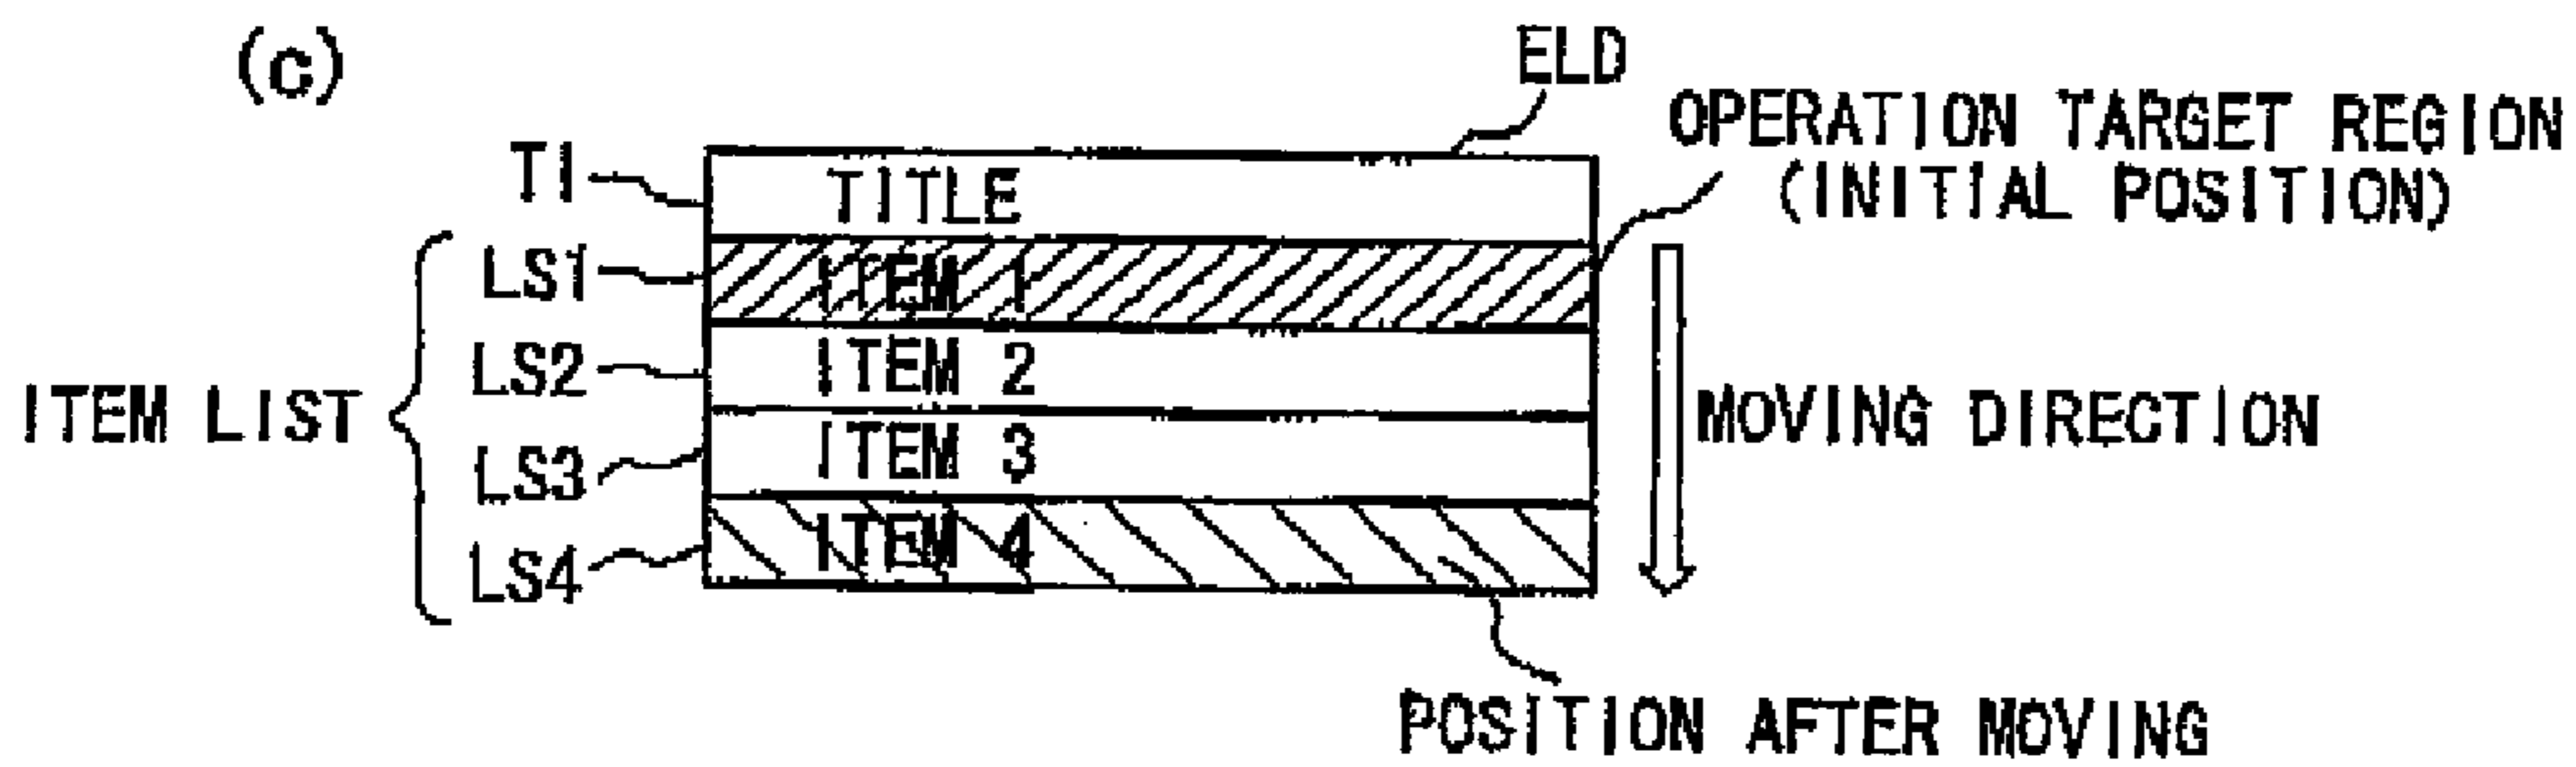 (c)
ELD
OPERATION TARGET REGION
(INITIAL POSITION)
TI
TITLE
LS1
ITEM 1
LS2
ITEM 2
ITEM LIST
MOVING DIRECTION
LS3
ITEM 3
LS4
ITEM 4
POSITION AFTER MOVING